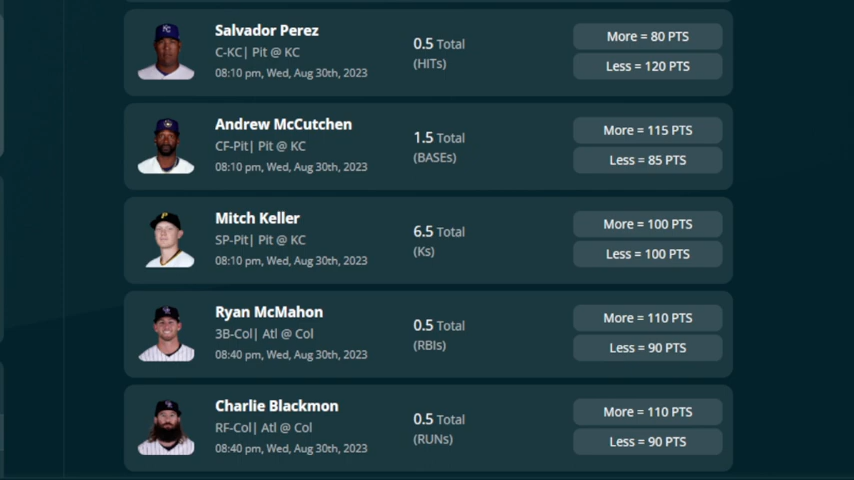 Salvador Perez
C-KC| Pit @ KC
08:10 pm, Wed, Aug 30th, 2023
0.5 Total
(HITs)
More = 80 PTS
Less = 120 PTS
Andrew McCutchen
CF-Pit| Pit @ KC
08:10 pm, Wed, Aug 30th, 2023
1.5 Total
(BASEs)
More = 115 PTS
Less = 85 PTS
Mitch Keller
SP-Pit| Pit @ KC
08:10 pm, Wed, Aug 30th, 2023
6.5 Total
(Ks)
More = 100 PTS
Less = 100 PTS
Ryan McMahon
3B-Col| Atl @ Col
08:40 pm, Wed, Aug 30th, 2023
0.5 Total
(RBIs)
More = 110 PTS
Less = 90 PTS
Charlie Blackmon
RF-Col| Atl @ Col
08:40 pm, Wed, Aug 30th, 2023
0.5 Total
(RUNs)
More = 110 PTS
Less = 90 PTS